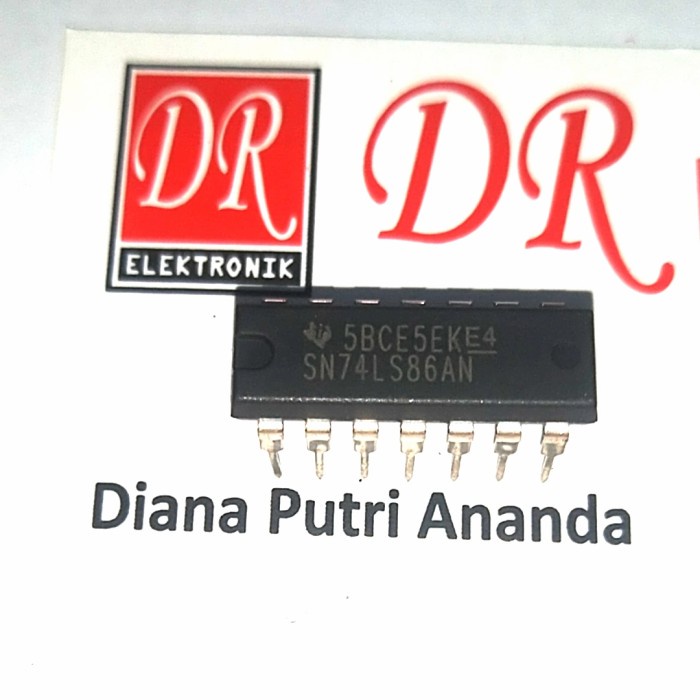 DR
ELEKTRONIK
DR
5BCE5EKE4
SN74LS86AN
Diana Putri Ananda